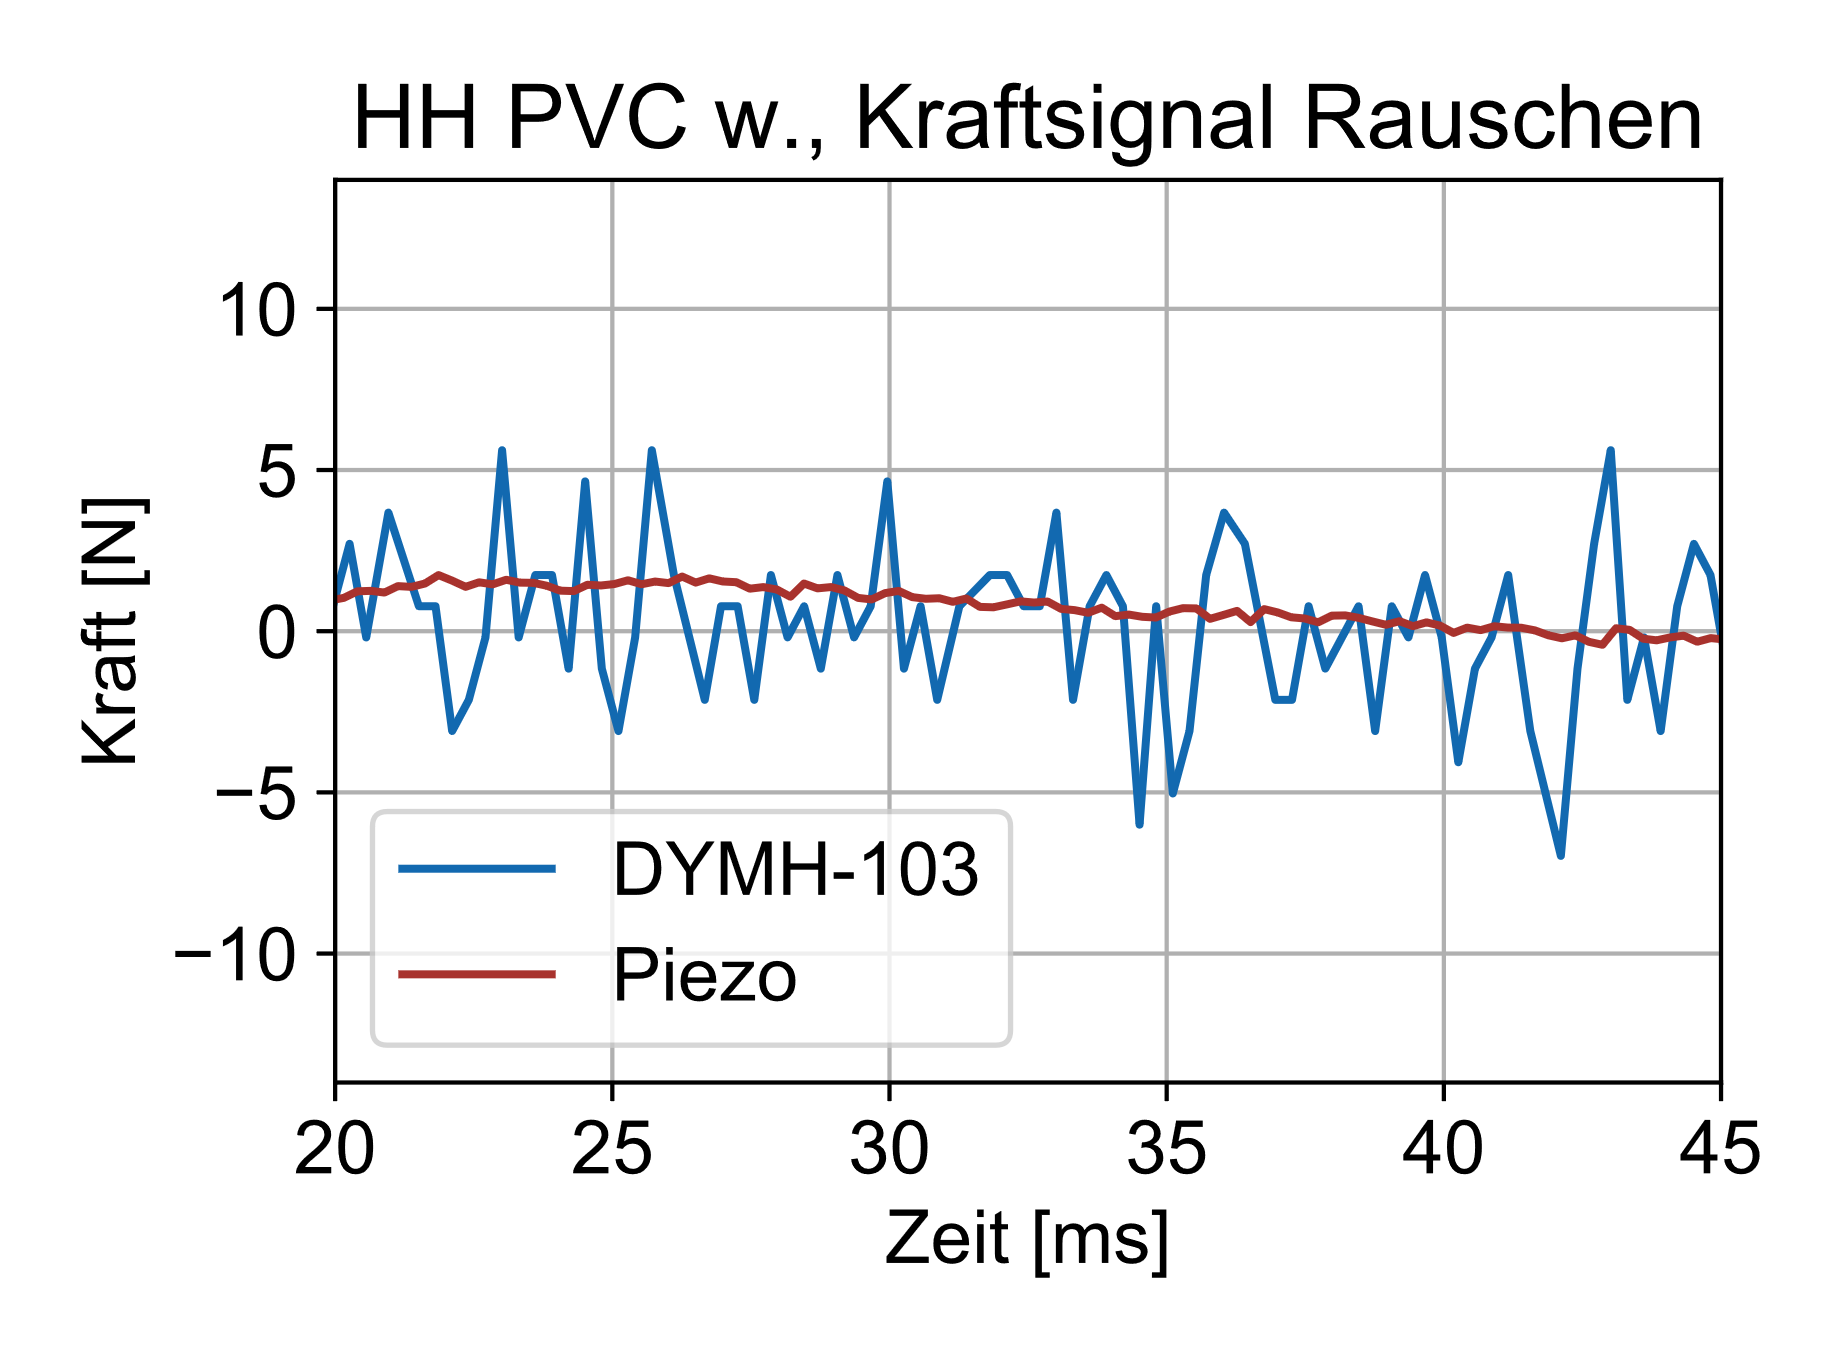 HH PVC w., Kraftsignal Rauschen
Kraft [N]
10
5
0
−5
−10
DYMH-103
Piezo
20 25 30 35 40 45
Zeit [ms]